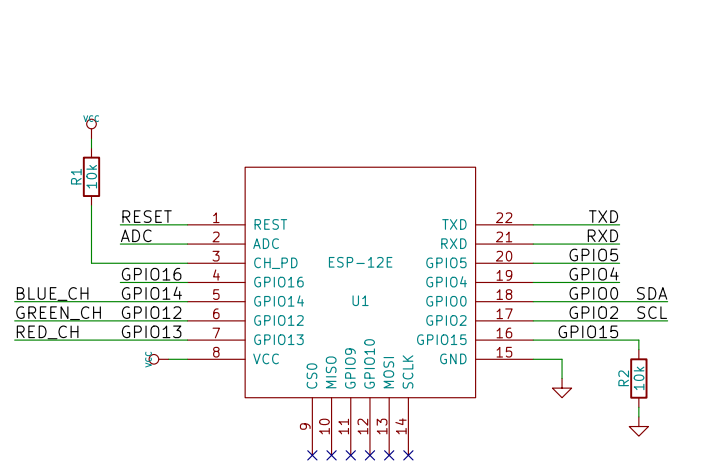 VCC
R1
10k
RESET 1 REST TXD 22 TXD
ADC 2 ADC RXD 21 RXD
3 CH_PD ESP-12E GPIO5 20 GPIO5
GPIO16 4 GPIO16 GPIO4 19 GPIO4
BLUE_CH GPIO14 5 GPIO14 U1 GPIO0 18 GPIO0 SDA
GREEN_CH GPIO12 6 GPIO12 GPIO2 17 GPIO2 SCL
RED_CH GPIO13 7 GPIO13 GPIO15 16 GPIO15
VCC 8 VCC GND 15
R2
10k
CS0 MISO GPIO9 GPIO10 MOSI SCLK
9 10 11 12 13 14